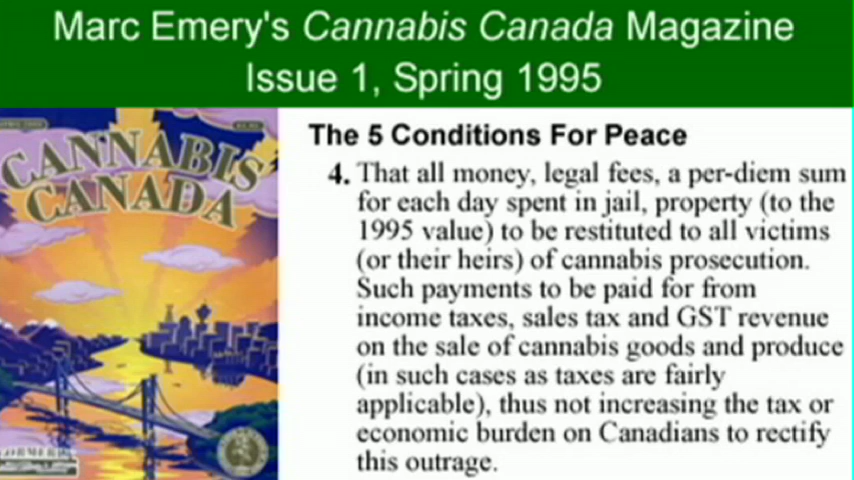 Marc Emery's Cannabis Canada Magazine
Issue 1, Spring 1995
CANNABIS
CANADA
The 5 Conditions For Peace
4. That all money, legal fees, a per-diem sum
for each day spent in jail, property (to the
1995 value) to be restituted to all victims
(or their heirs) of cannabis prosecution.
Such payments to be paid for from
income taxes, sales tax and GST revenue
on the sale of cannabis goods and produce
(in such cases as taxes are fairly
applicable), thus not increasing the tax or
economic burden on Canadians to rectify
this outrage.